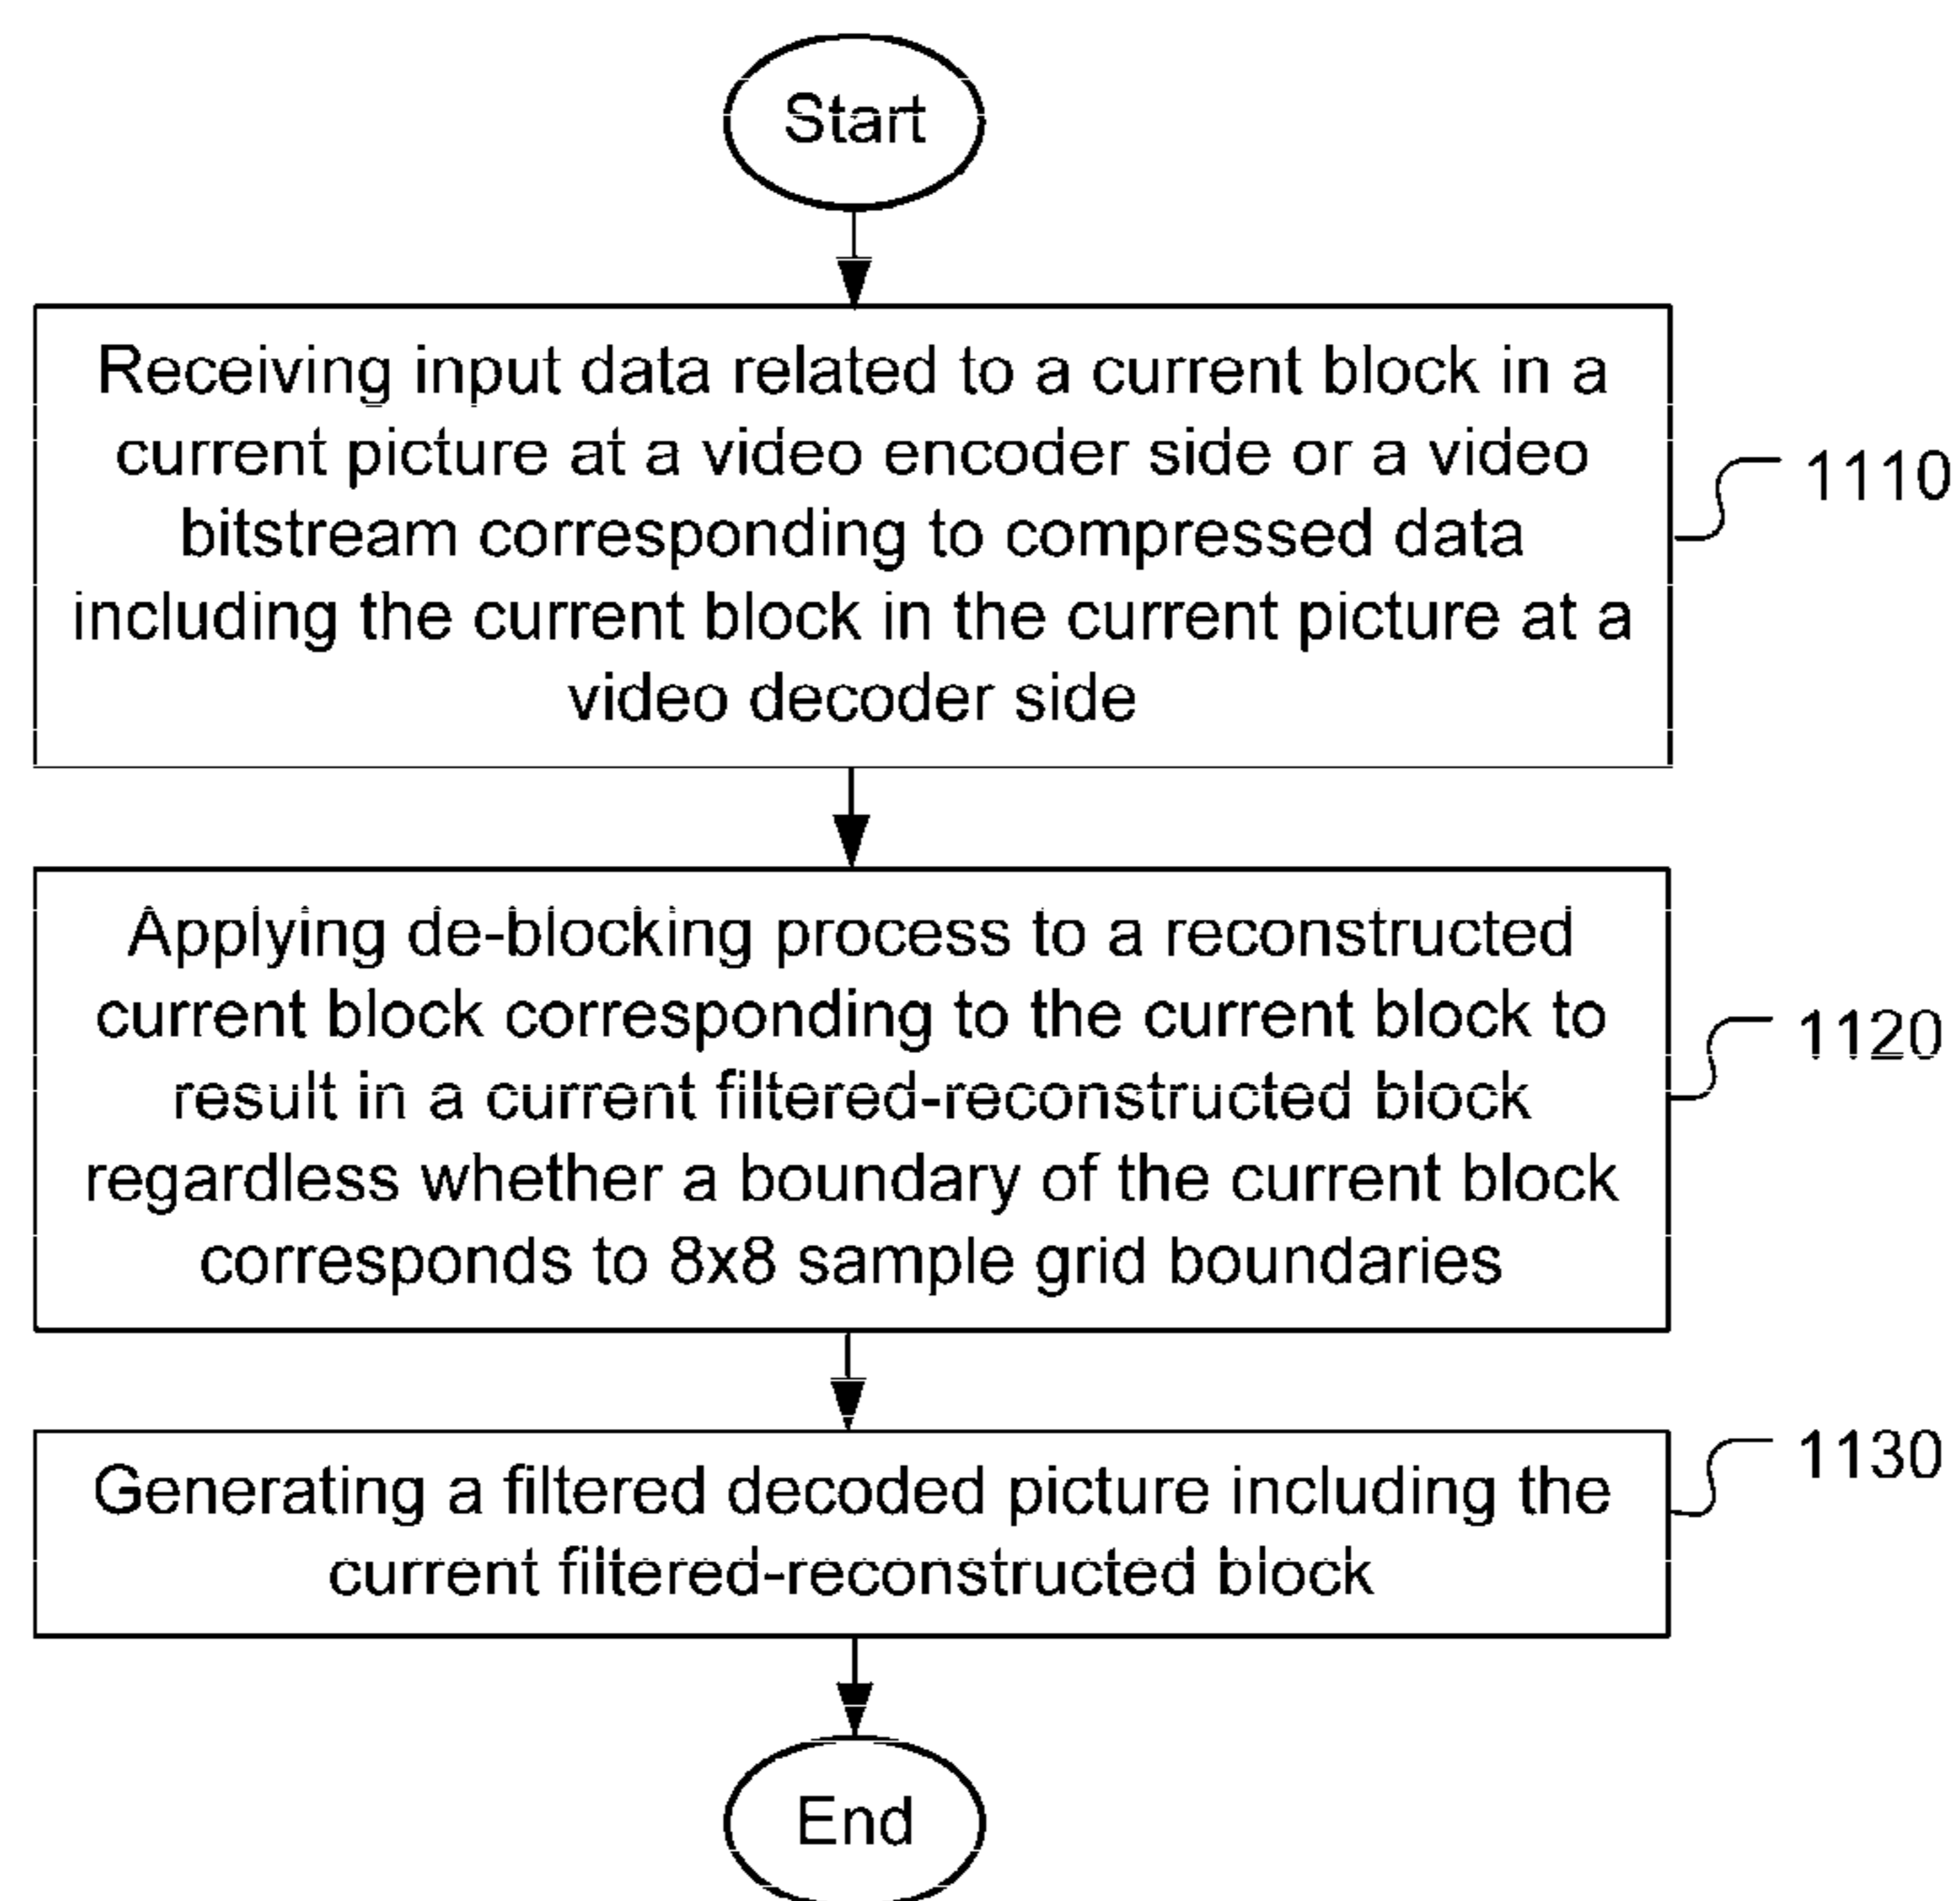 Start
Receiving input data related to a current block in a
current picture at a video encoder side or a video
bitstream corresponding to compressed data
including the current block in the current picture at a
video decoder side
1110
Applying de-blocking process to a reconstructed
current block corresponding to the current block to
result in a current filtered-reconstructed block
regardless whether a boundary of the current block
corresponds to 8x8 sample grid boundaries
1120
Generating a filtered decoded picture including the
current filtered-reconstructed block
1130
End